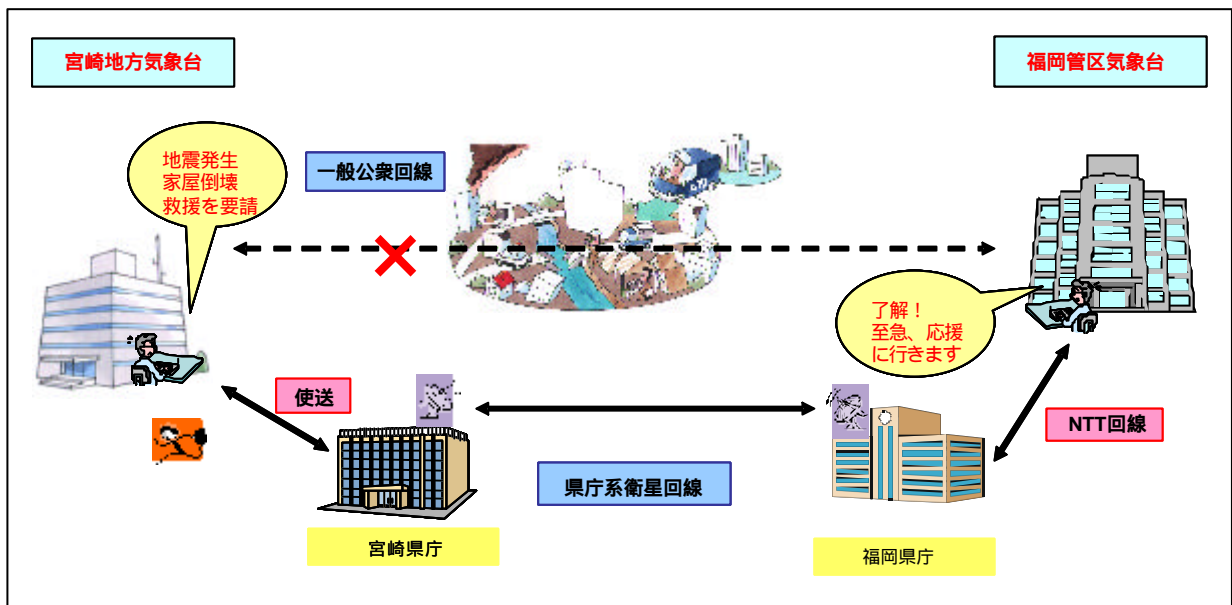 宮崎地方気象台
福岡管区気象台
地震発生
家屋倒壊
救援を要請
一般公衆回線
了解！
至急、応援
に行きます
使送
NTT回線
県庁系衛星回線
宮崎県庁
福岡県庁